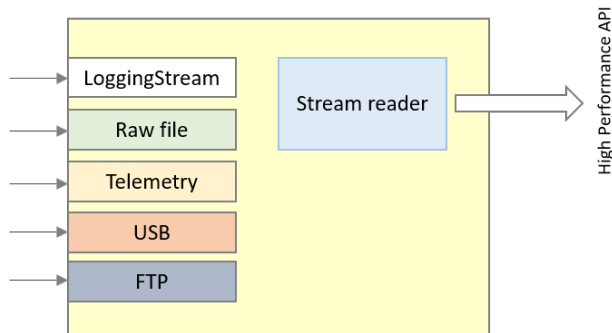 LoggingStream
Raw file
Telemetry
USB
FTP
Stream reader
High Performance API